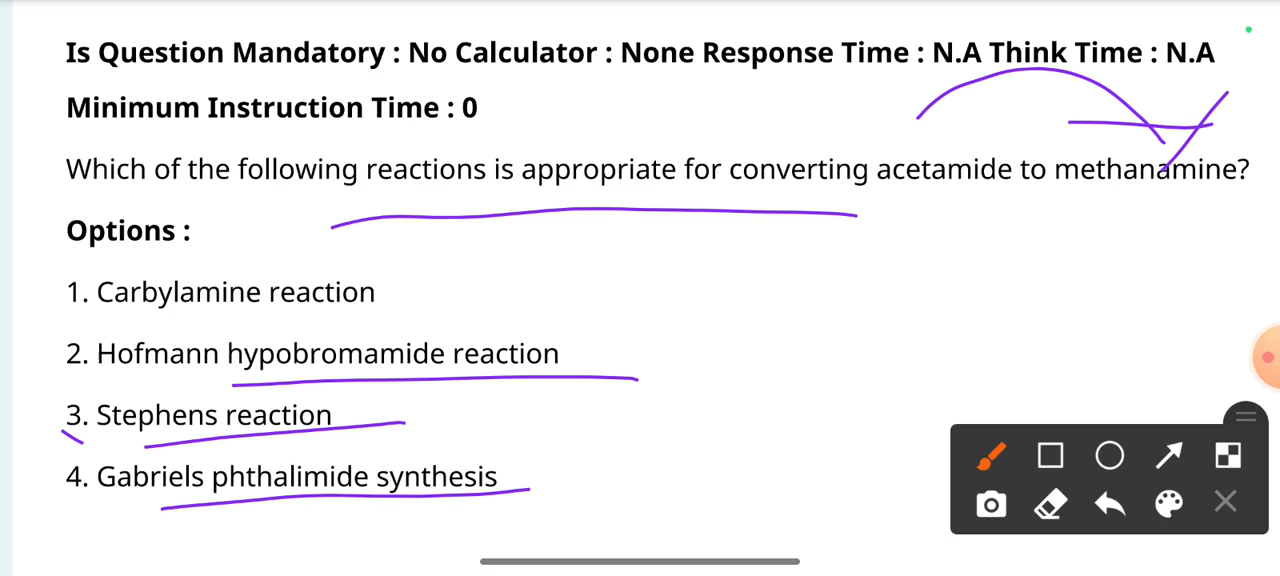 Is Question Mandatory : No Calculator : None Response Time : N.A Think Time : N.A
Minimum Instruction Time : 0
Which of the following reactions is appropriate for converting acetamide to methanamine?
Options :
1. Carbylamine reaction
2. Hofmann hypobromamide reaction
3. Stephens reaction
4. Gabriels phthalimide synthesis